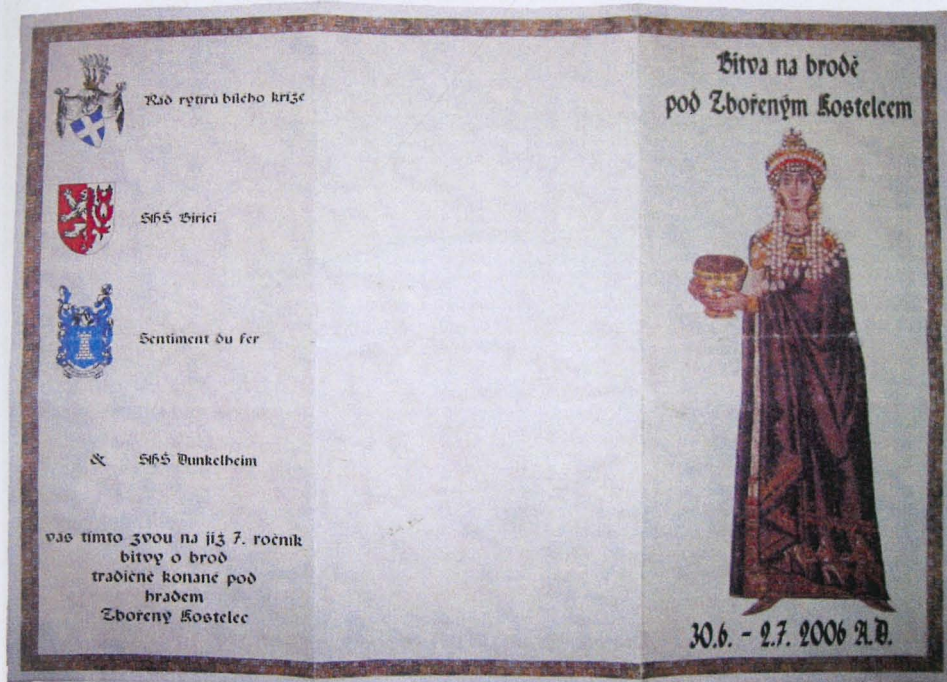 Řád rytířů bílého kříže
SHŠ Biřici
Sentiment du fer
& SHŠ Dunkelheim
vás tímto zvou na již 7. ročník
bitvy o brod
tradičně konané pod
hradem
Zbořený Kostelec
Bitva na brodě
pod Zbořeným Kostelcem
30.6. - 2.7. 2006 A.D.